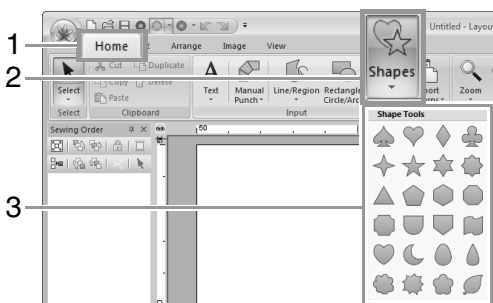 Untitled - Layou
1
Home
Arrange
Image
View
2
Cut
Duplicate
Copy
Delete
Paste
Select
Select
Clipboard
Text
Manual
Punch
Line/Region
Rectangle
Circle/Arc
Input
Shapes
Zoom
Sewing Order
mm
50
Shape Tools
3